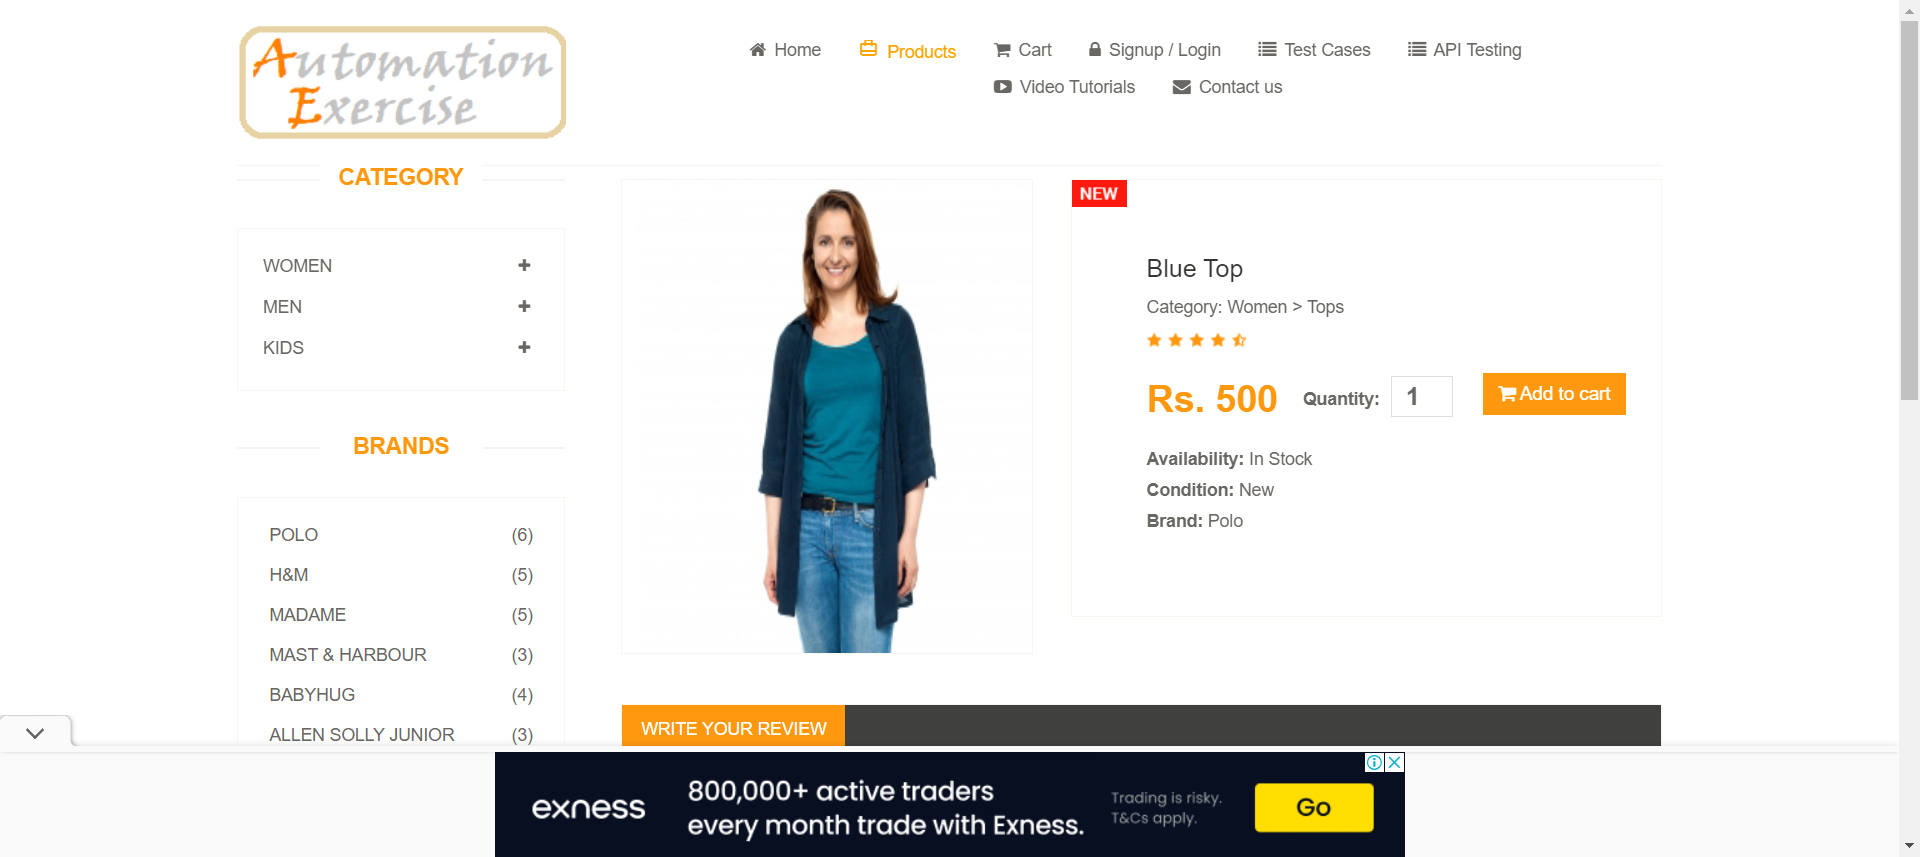 Automation
Exercise
Home
Products
Cart
Signup / Login
Test Cases
API Testing
Video Tutorials
Contact us
CATEGORY
WOMEN
MEN
KIDS
BRANDS
POLO (6)
H&M (5)
MADAME (5)
MAST & HARBOUR (3)
BABYHUG (4)
ALLEN SOLLY JUNIOR (3)
NEW
Blue Top
Category: Women > Tops
Rs. 500 Quantity: 1 Add to cart
Availability: In Stock
Condition: New
Brand: Polo
WRITE YOUR REVIEW
exness
800,000+ active traders
every month trade with Exness.
Trading is risky.
T&Cs apply.
Go